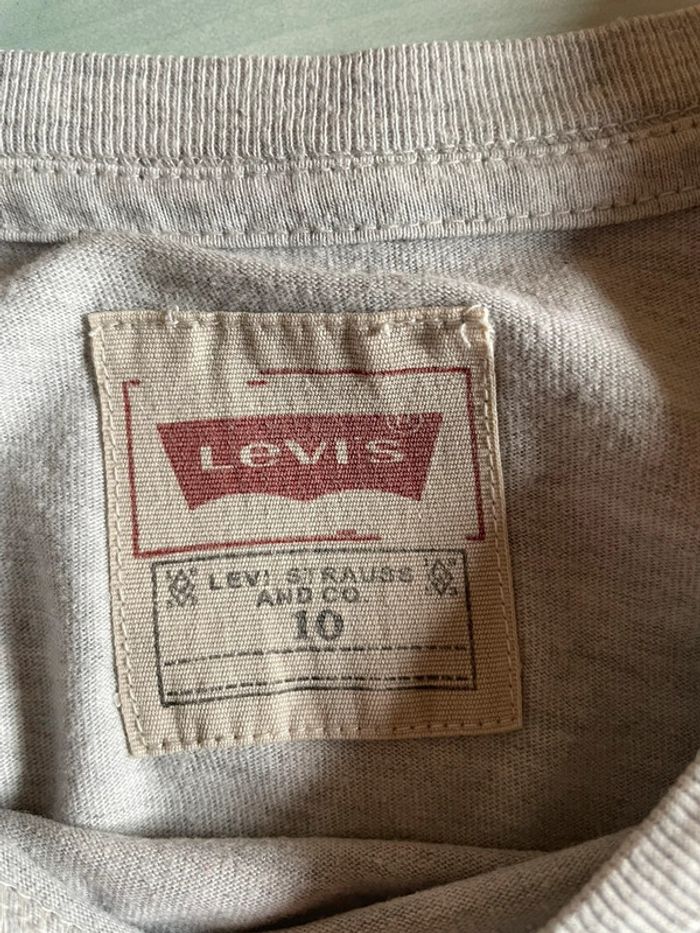 Levi's
LEVI STRAUSS
AND CO.
10